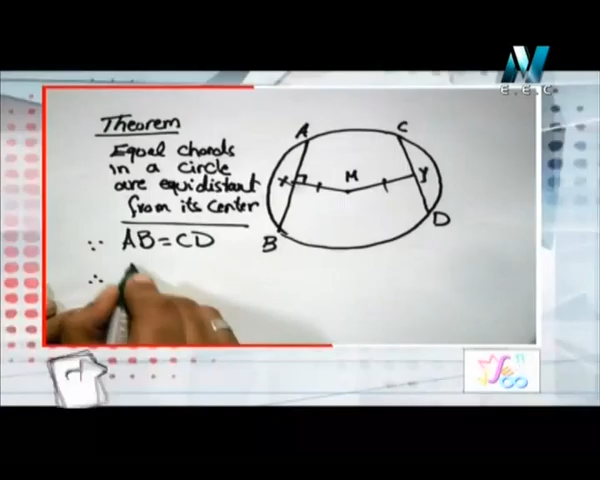 E.E.C
Theorem
Equal chords
in a circle
are equidistant
from its center
∵ AB=CD
∴
A
C
X
M
Y
B
D